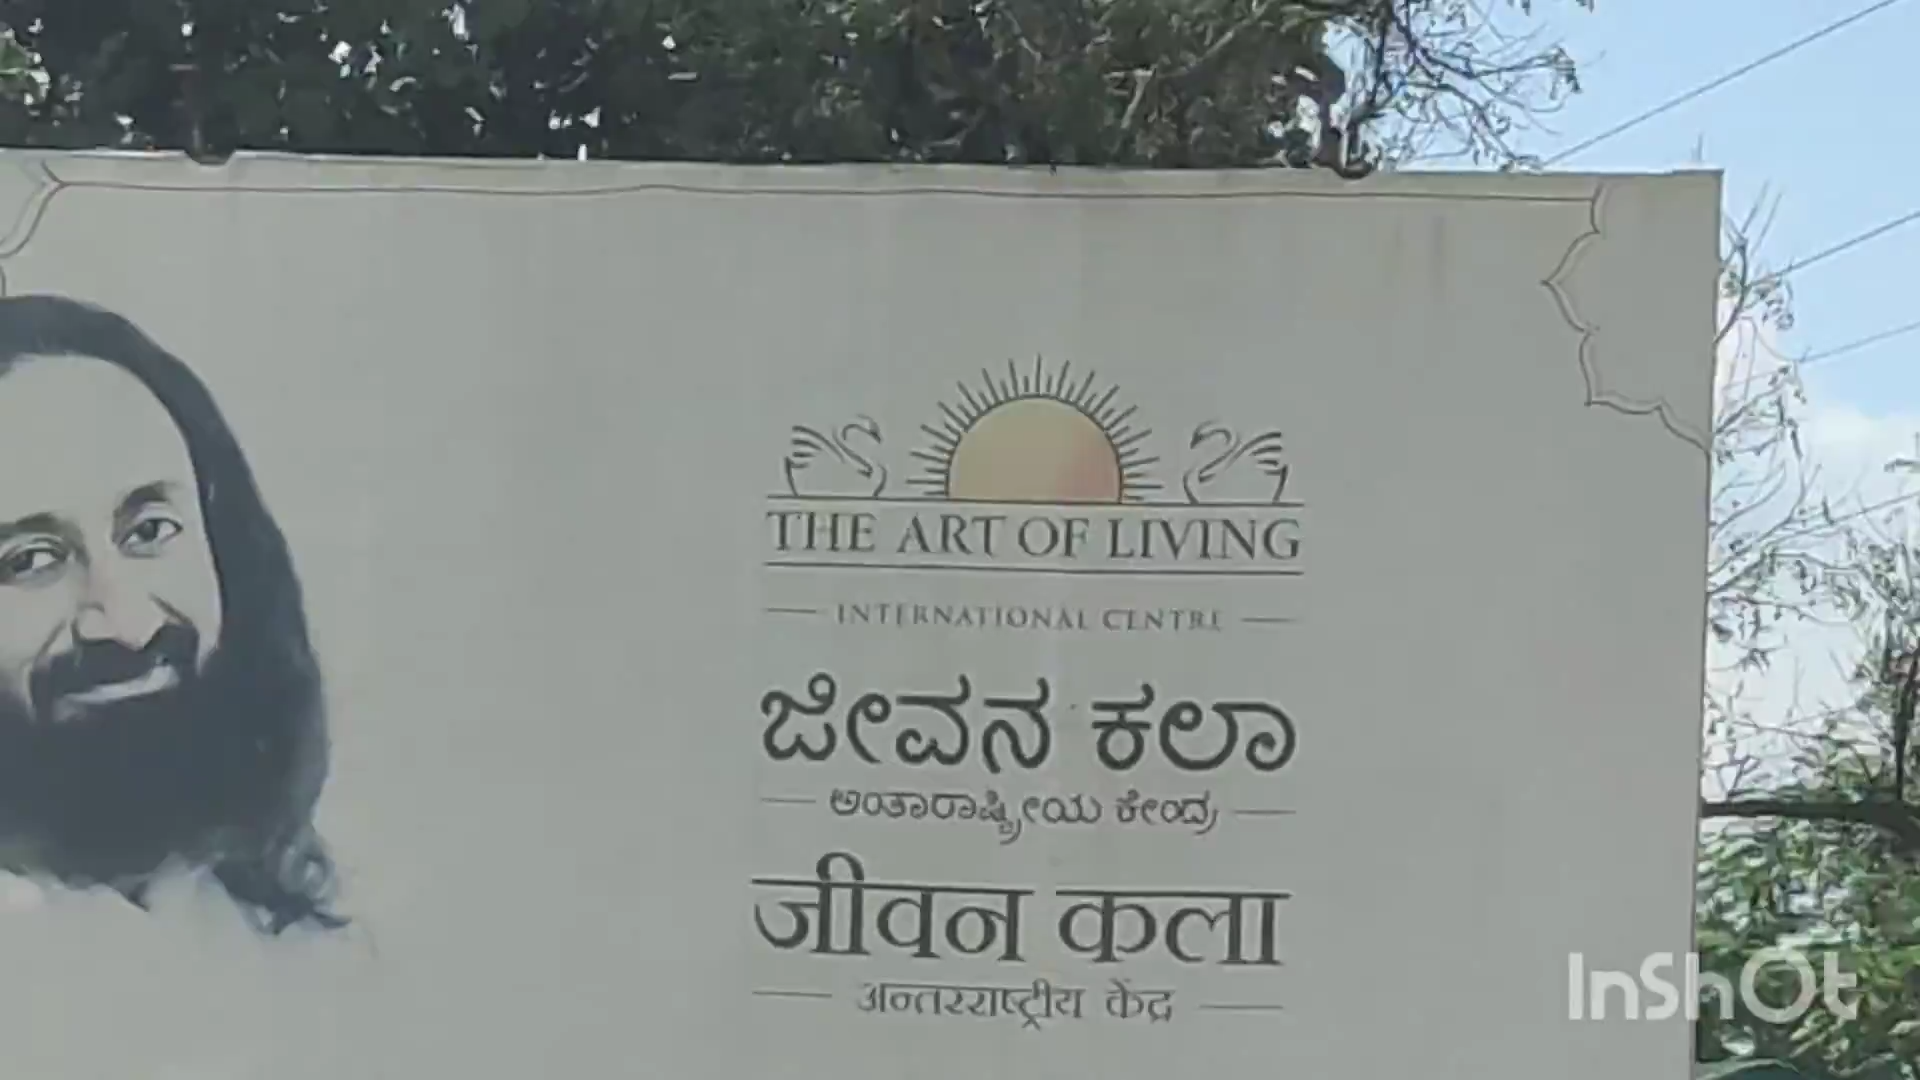 THE ART OF LIVING
INTERNATIONAL CENTRE
ಜೀವನ ಕಲಾ
ಅಂತಾರಾಷ್ಟ್ರೀಯ ಕೇಂದ್ರ
जीवन कला
अन्तरराष्ट्रीय केंद्र
InShOt